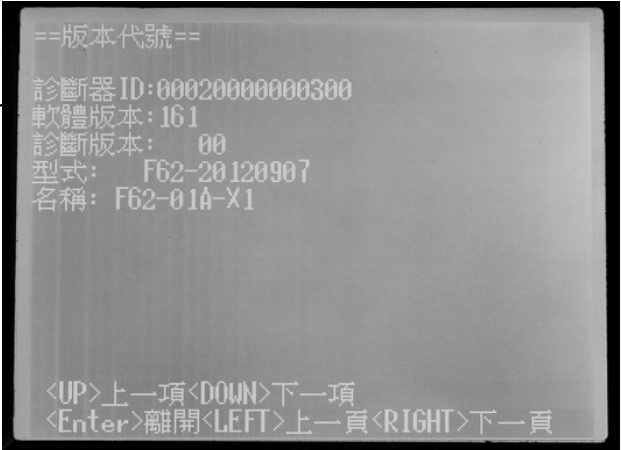 ==版本代號==
診斷器ID:00020000000300
軟體版本:161
診斷版本: 00
型式: F62-20120907
名稱: F62-01A-X1
<UP>上一項<DOWN>下一項
<Enter>離開<LEFT>上一頁<RIGHT>下一頁